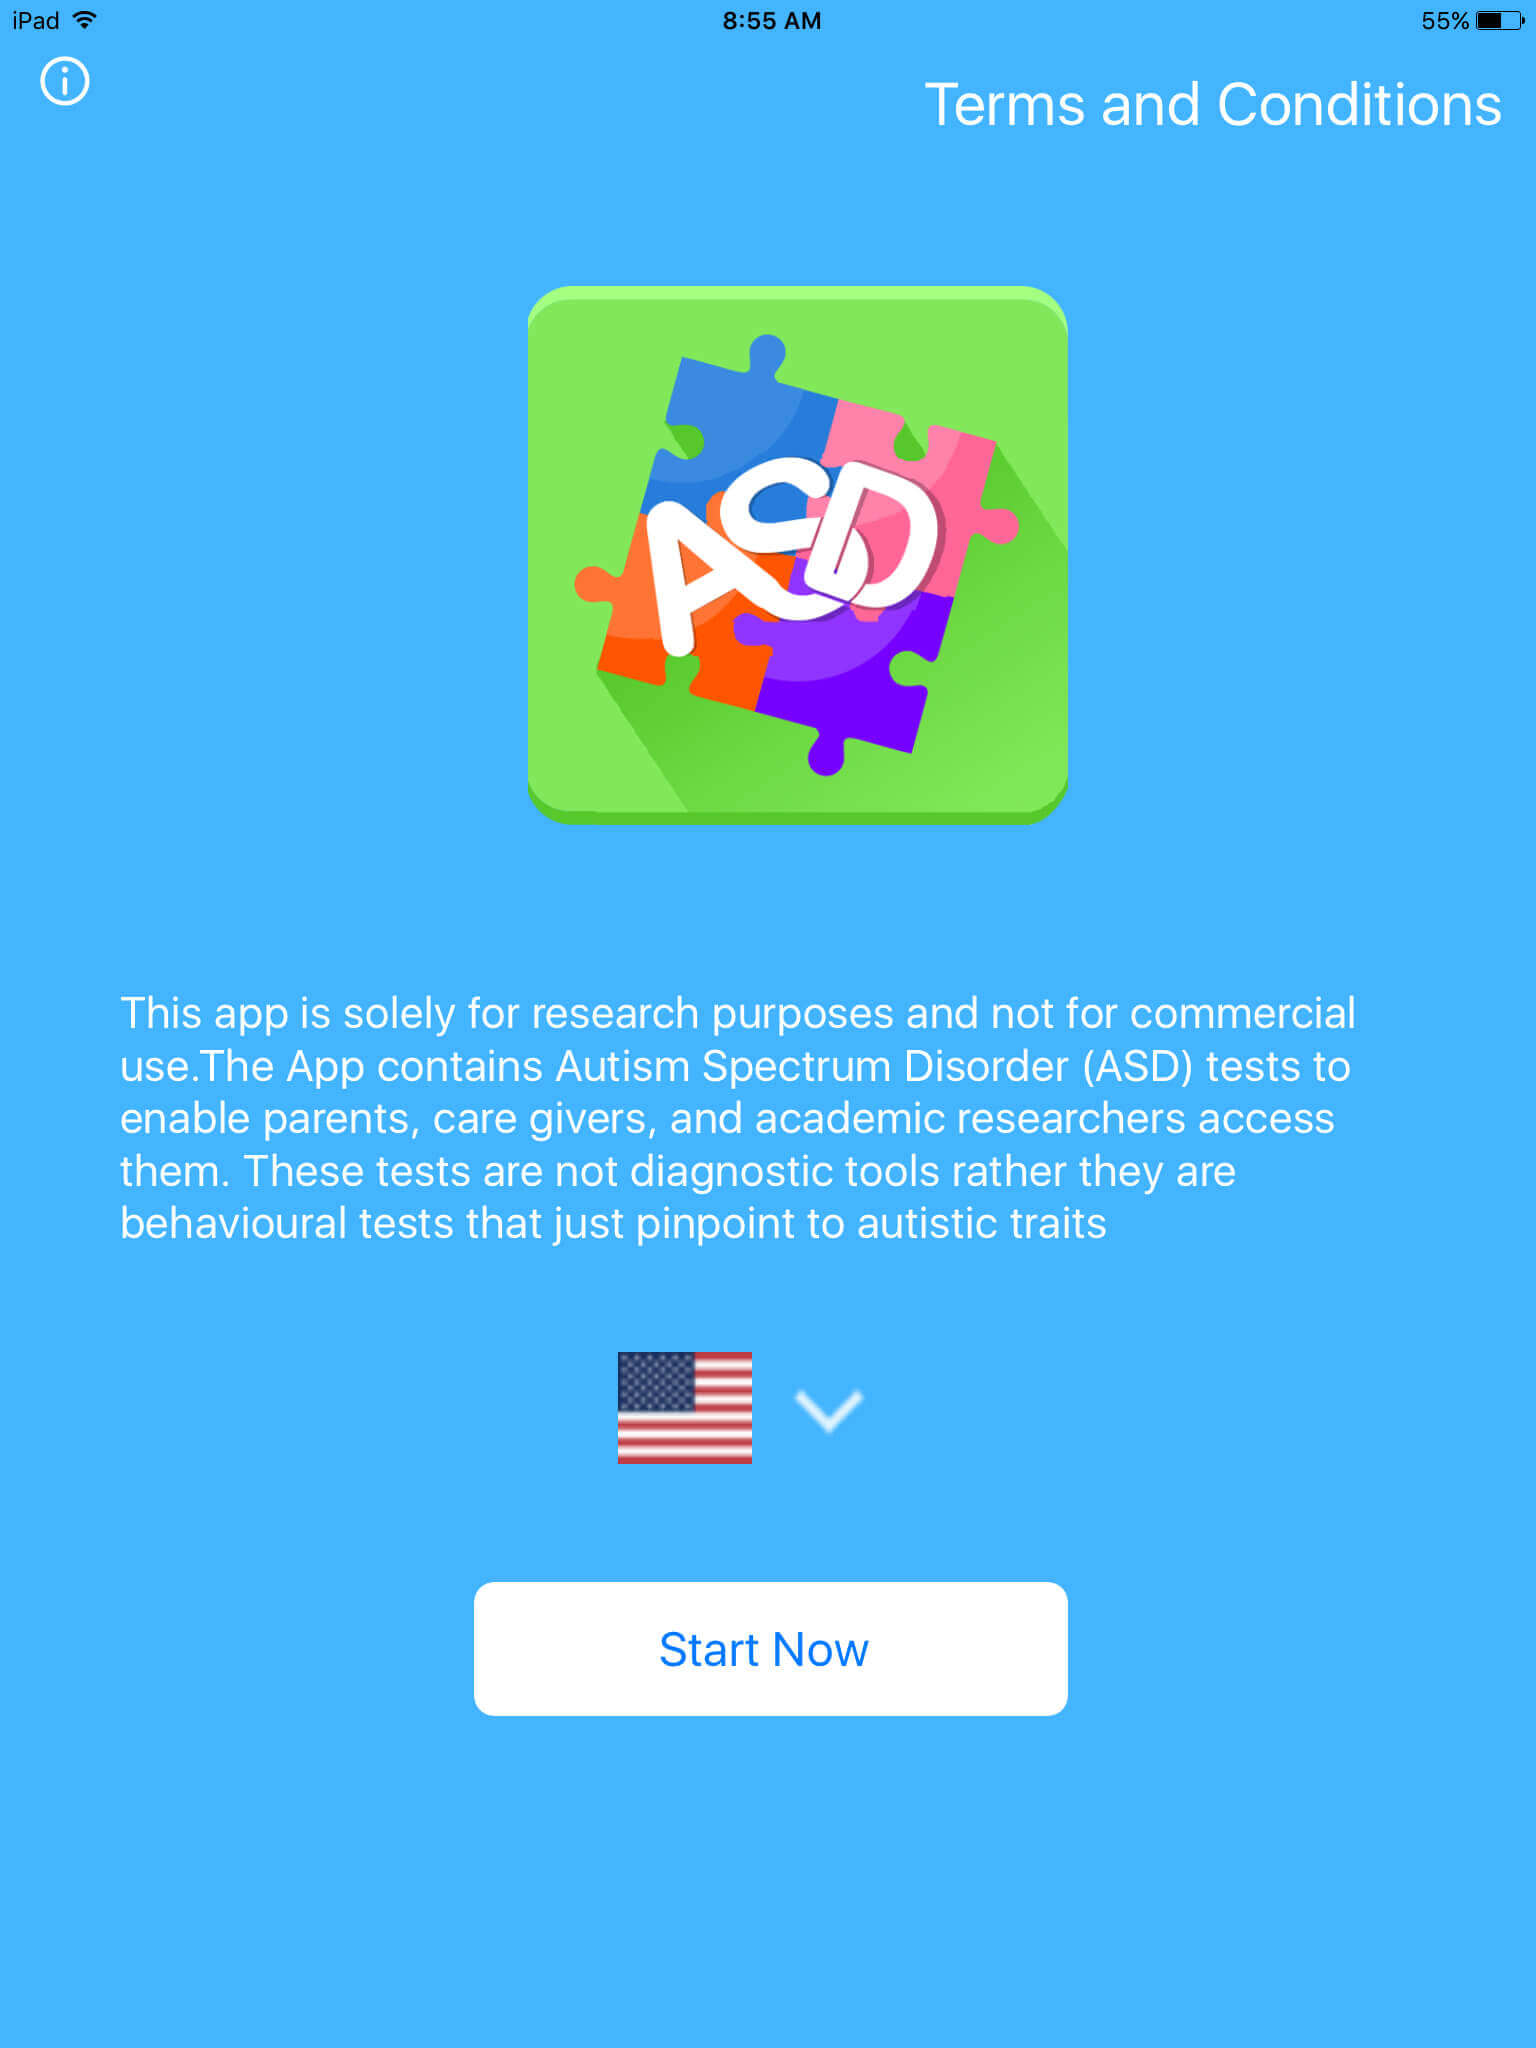 iPad
8:55 AM
55%
Terms and Conditions
ASD
This app is solely for research purposes and not for commercial
use.The App contains Autism Spectrum Disorder (ASD) tests to
enable parents, care givers, and academic researchers access
them. These tests are not diagnostic tools rather they are
behavioural tests that just pinpoint to autistic traits
Start Now